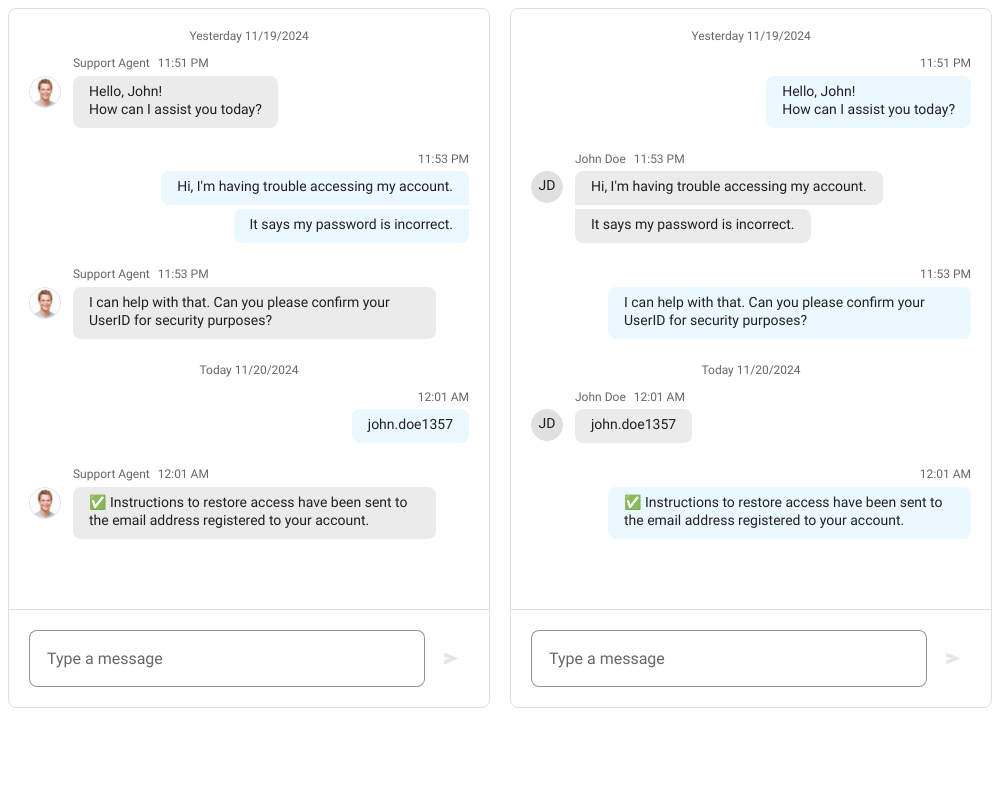 Yesterday 11/19/2024
Support Agent 11:51 PM
Hello, John!
How can I assist you today?
11:53 PM
Hi, I'm having trouble accessing my account.
It says my password is incorrect.
Support Agent 11:53 PM
I can help with that. Can you please confirm your
UserID for security purposes?
Today 11/20/2024
12:01 AM
john.doe1357
Support Agent 12:01 AM
✅ Instructions to restore access have been sent to
the email address registered to your account.
Type a message
Yesterday 11/19/2024
11:51 PM
Hello, John!
How can I assist you today?
John Doe 11:53 PM
JD
Hi, I'm having trouble accessing my account.
It says my password is incorrect.
11:53 PM
I can help with that. Can you please confirm your
UserID for security purposes?
Today 11/20/2024
John Doe 12:01 AM
JD
john.doe1357
12:01 AM
✅ Instructions to restore access have been sent to
the email address registered to your account.
Type a message